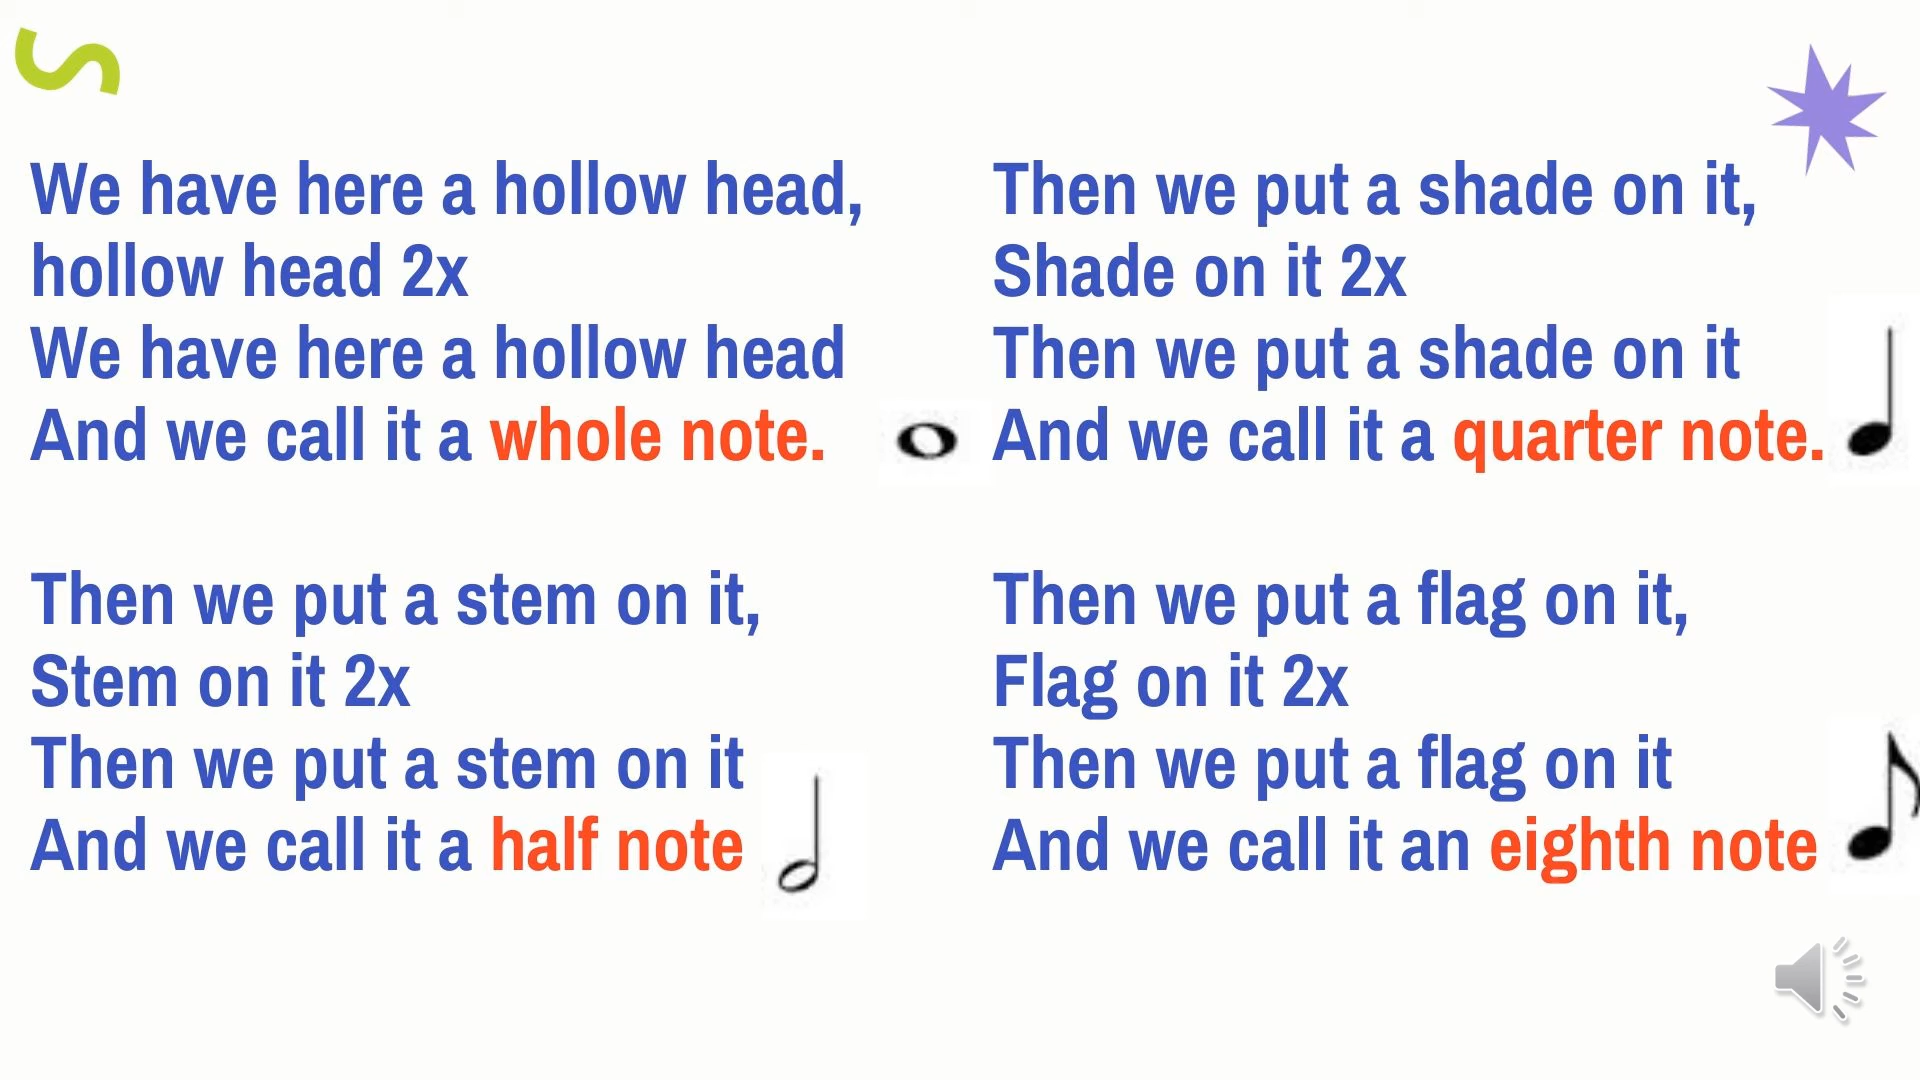 We have here a hollow head,
hollow head 2x
We have here a hollow head
And we call it a whole note.
Then we put a stem on it,
Stem on it 2x
Then we put a stem on it
And we call it a half note
Then we put a shade on it,
Shade on it 2x
Then we put a shade on it
And we call it a quarter note.
Then we put a flag on it,
Flag on it 2x
Then we put a flag on it
And we call it an eighth note